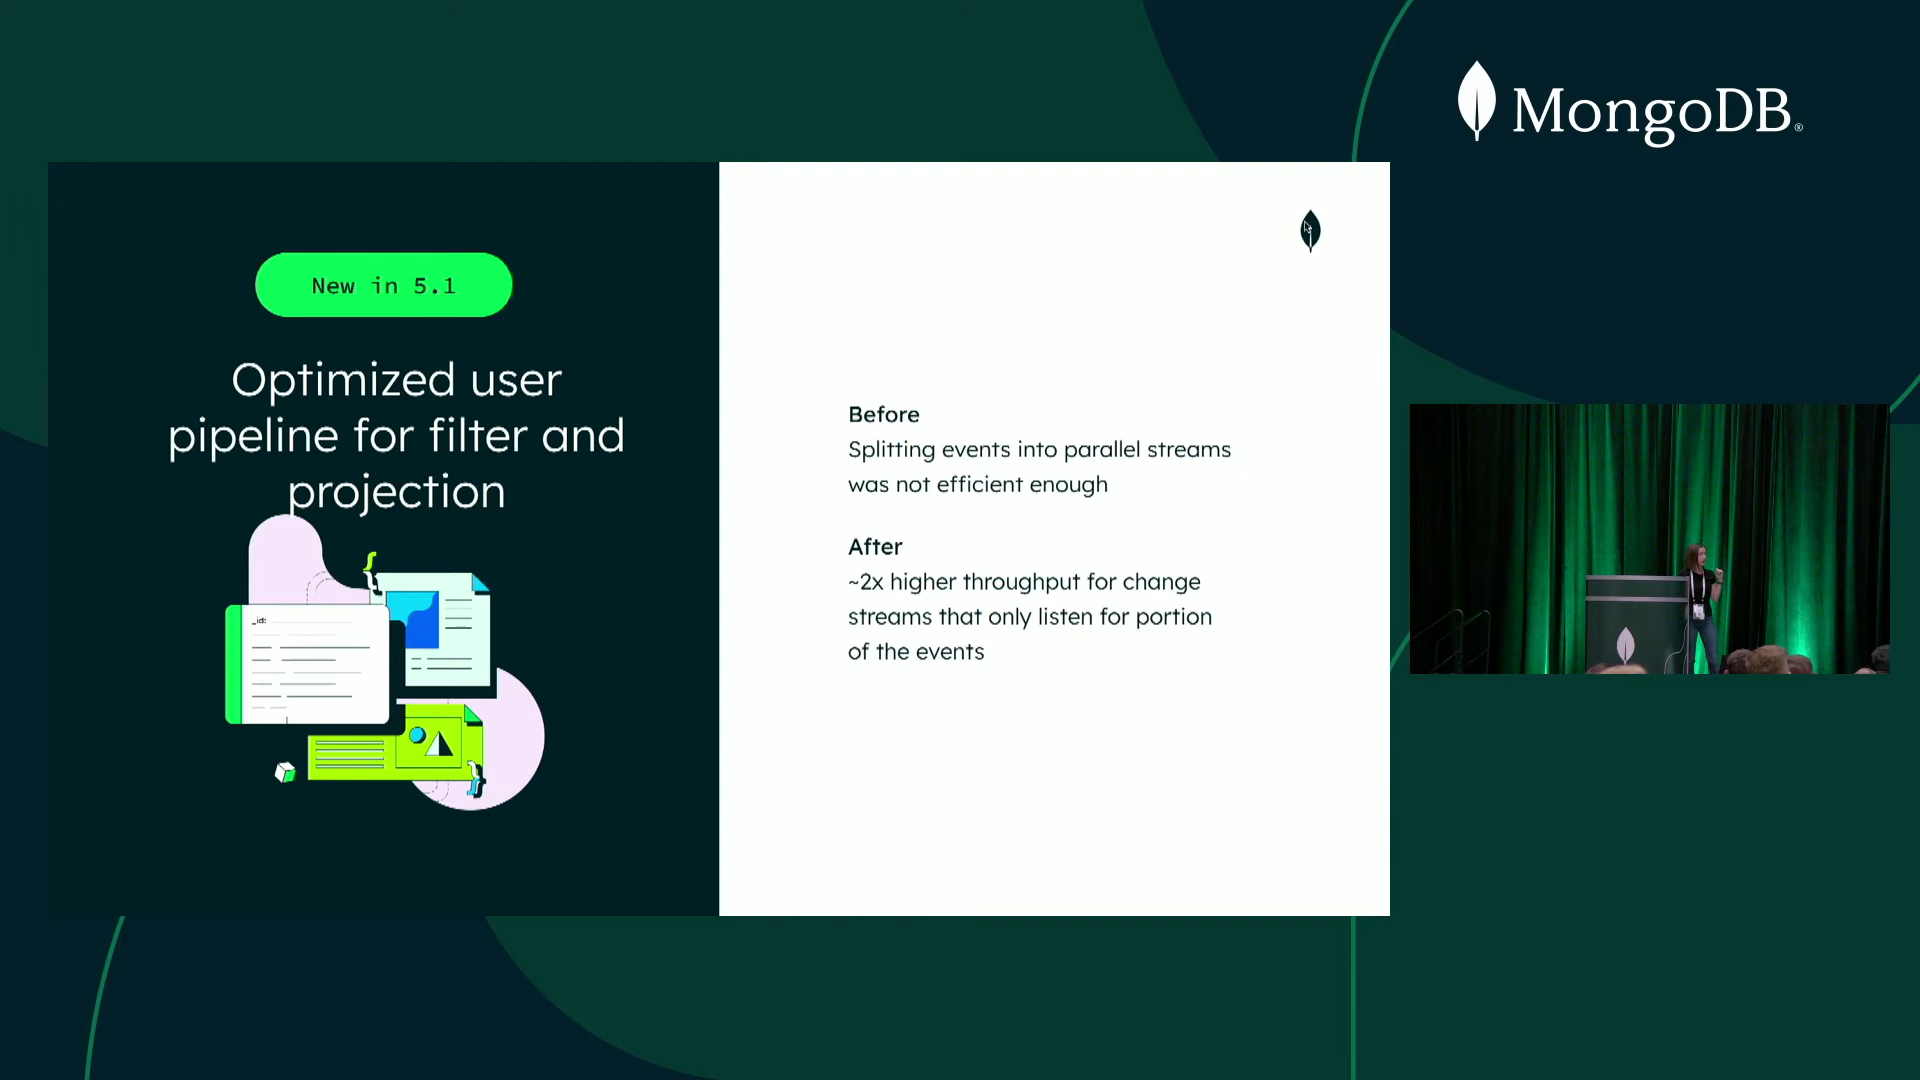 MongoDB®
New in 5.1
Optimized user
pipeline for filter and
projection
_id:
Before
Splitting events into parallel streams
was not efficient enough
After
~2x higher throughput for change
streams that only listen for portion
of the events